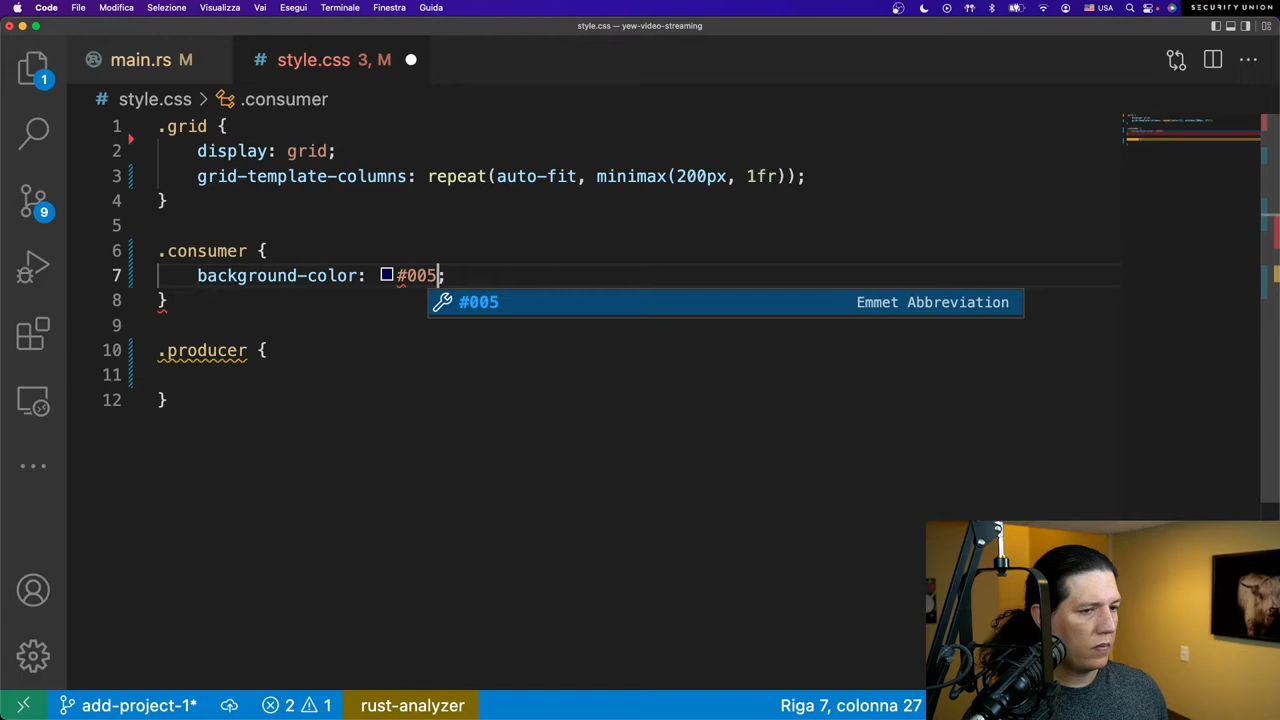 Code File Modifica Selezione Visualizza Vai Esegui Terminale Finestra Guida USA SECURITY UNION
style.css — yew-video-streaming
main.rs M # style.css 3, M
# style.css > .consumer
1 .grid {
2 display: grid;
3 grid-template-columns: repeat(auto-fit, minimax(200px, 1fr));
4 }
5
6 .consumer {
7 background-color: #005;
#005 Emmet Abbreviation
8 }
9
10 .producer {
11
12 }
1
9
add-project-1* 2 1 rust-analyzer Riga 7, colonna 27